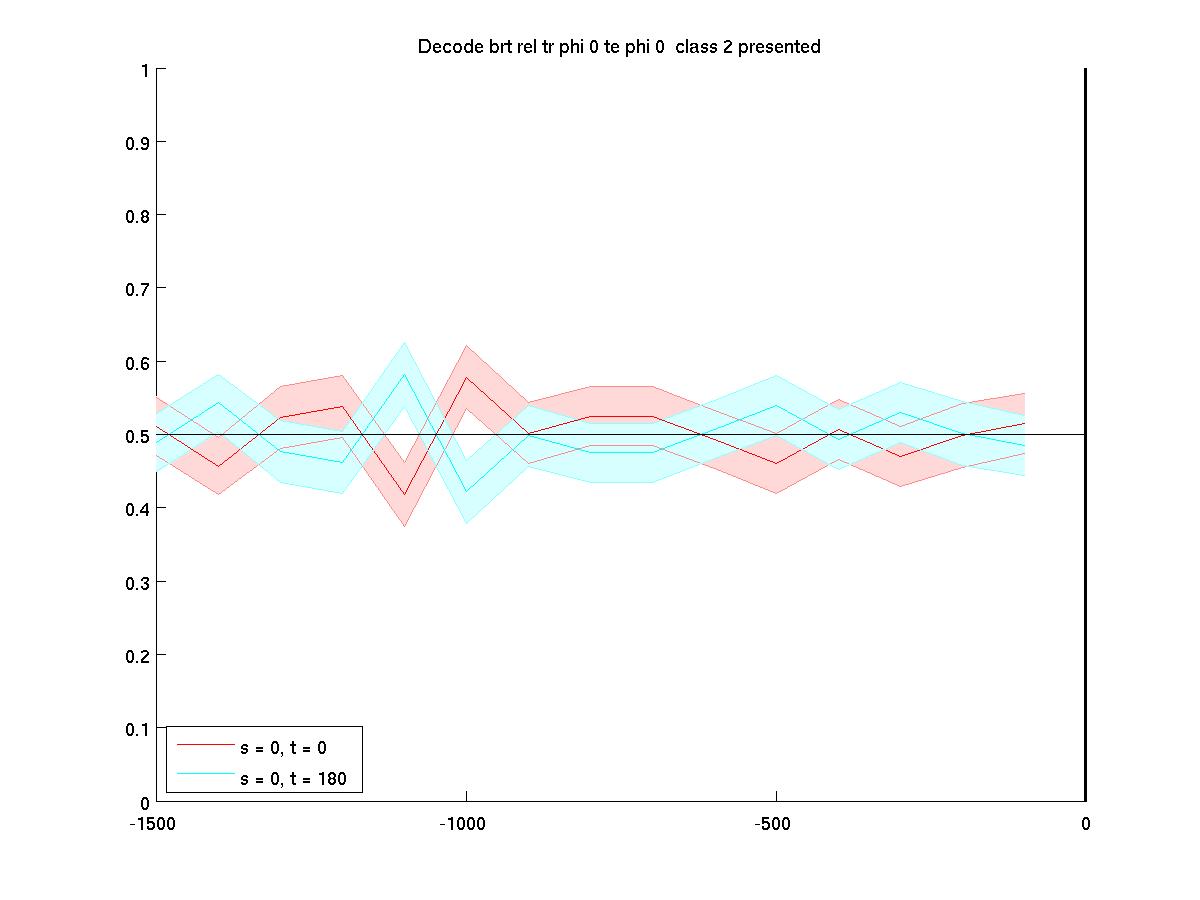 Decode brt rel tr phi 0 te phi 0  class 2 presented
1
0.9
0.8
0.7
0.6
0.5
0.4
0.3
0.2
0.1
0
s = 0, t = 0
s = 0, t = 180
-1500 -1000 -500 0